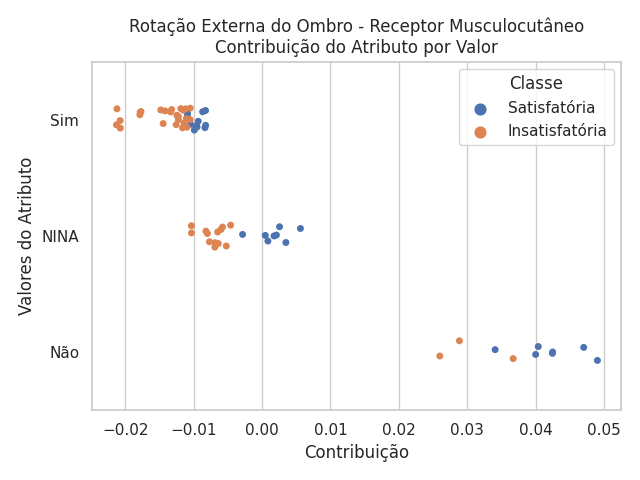 Rotação Externa do Ombro - Receptor Musculocutâneo
Contribuição do Atributo por Valor
Classe
Satisfatória
Insatisfatória
Valores do Atributo
Sim
NINA
Não
−0.02 −0.01 0.00 0.01 0.02 0.03 0.04 0.05
Contribuição